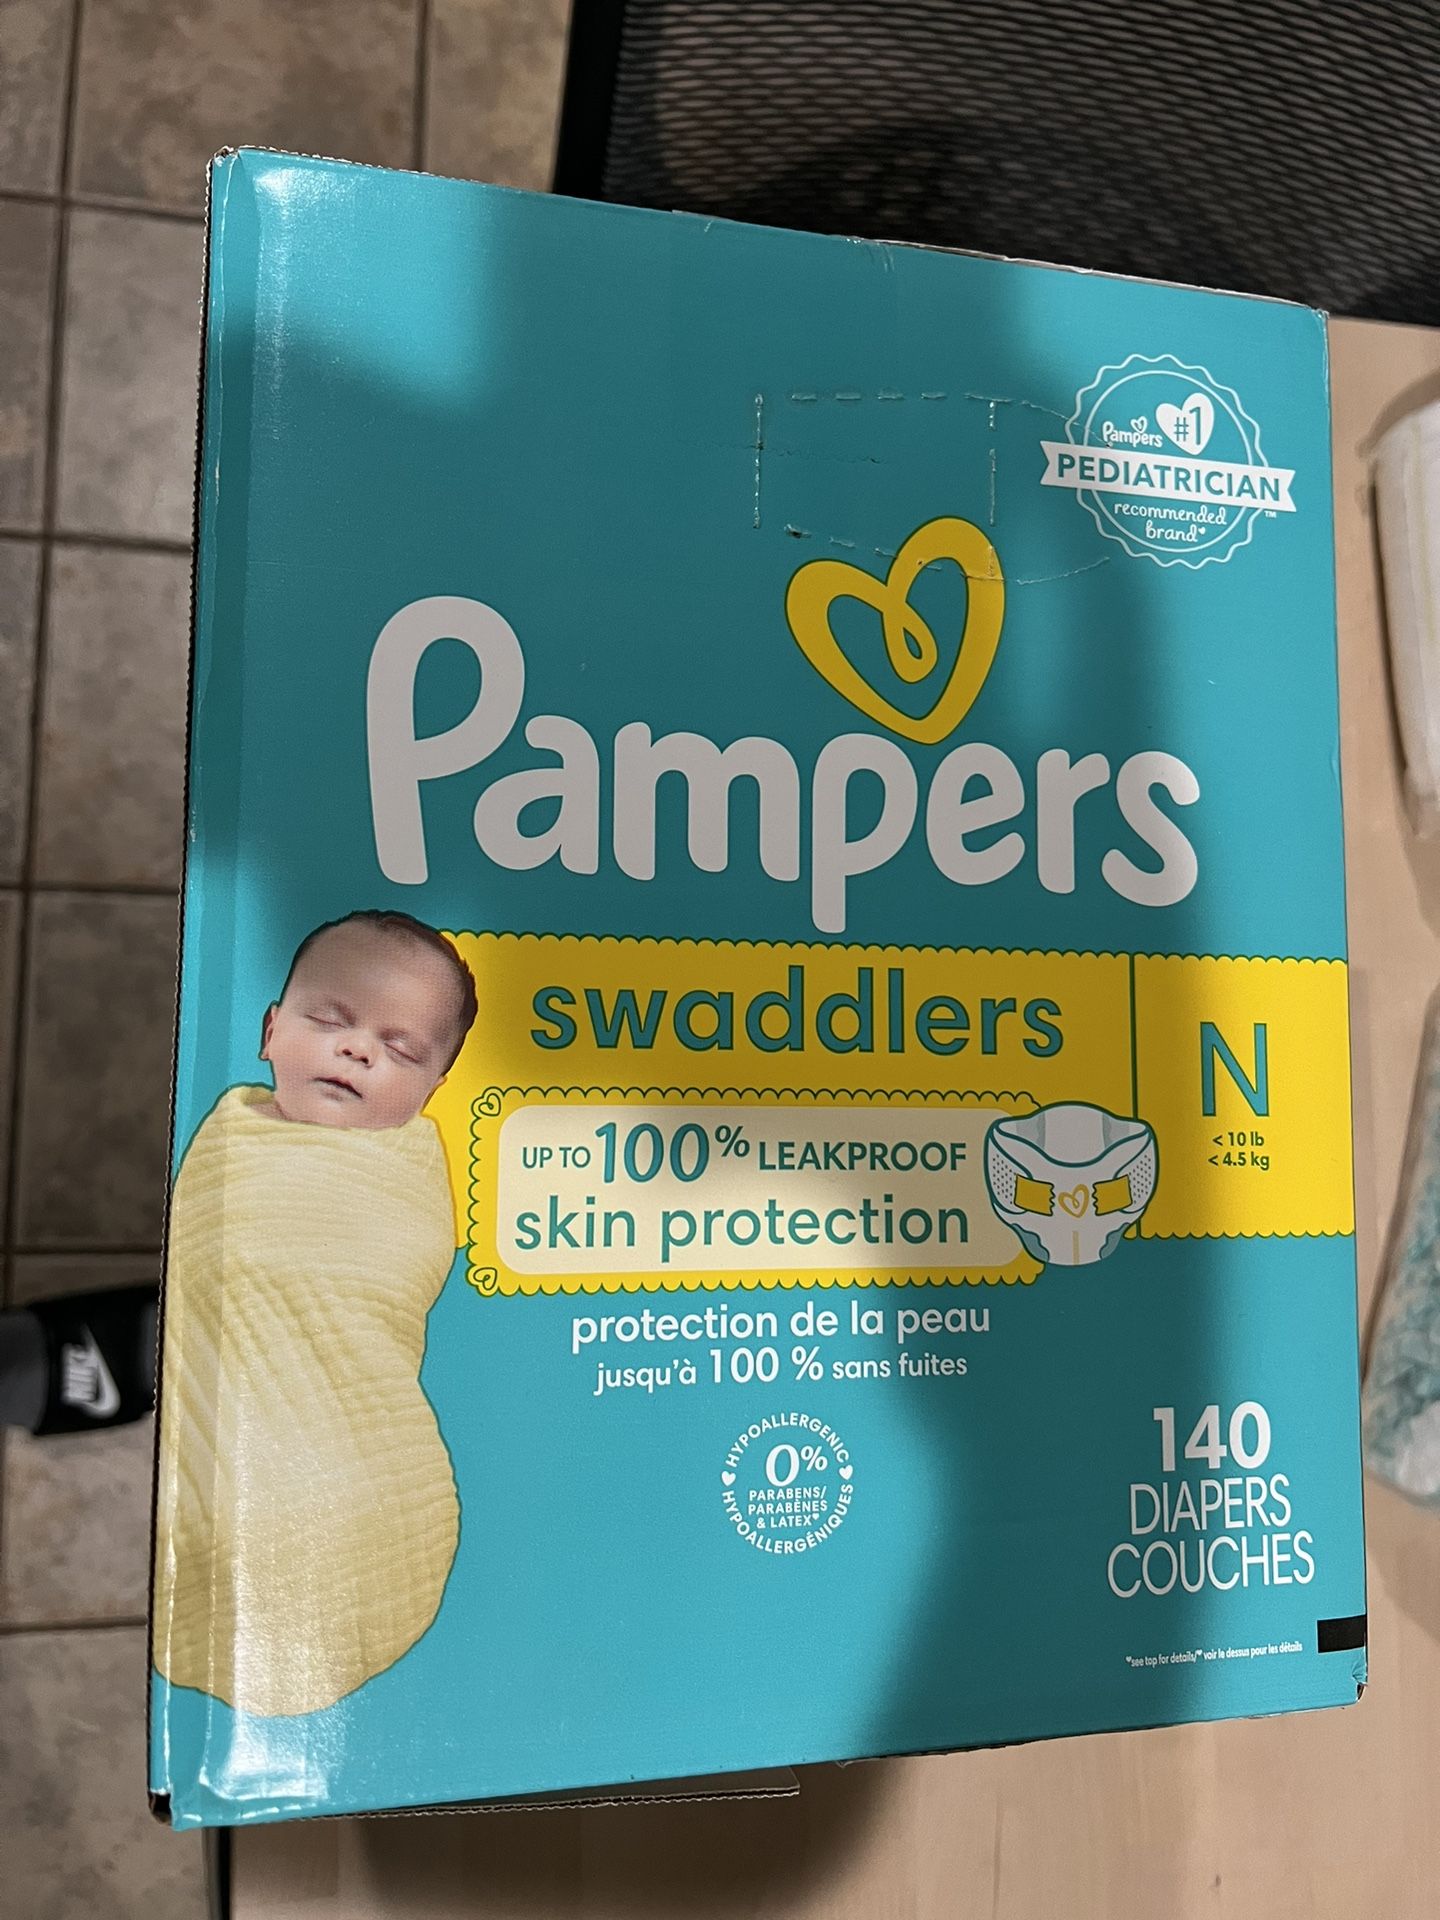 Pampers #1
PEDIATRICIAN
recommended
brand♥
™
Pampers
swaddlers
N
< 10 lb
< 4.5 kg
UP TO 100% LEAKPROOF
skin protection
protection de la peau
jusqu'à 100 % sans fuites
HYPOALLERGENIC
0%
PARABENS/
PARABÈNES
& LATEX♥
HYPOALLERGÉNIQUES
140
DIAPERS
COUCHES
♥see top for details/♥ voir le dessus pour les détails
NIKE